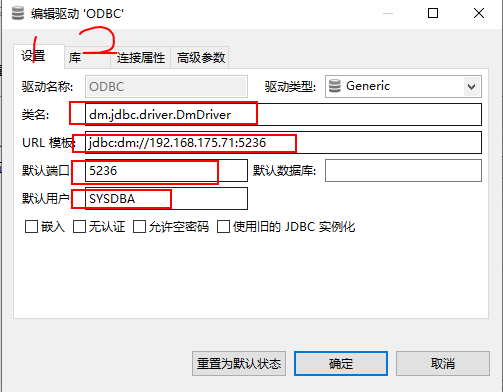 编辑驱动 'ODBC'
1 2
设置 库 连接属性 高级参数
驱动名称: ODBC 驱动类型: Generic
类名: dm.jdbc.driver.DmDriver
URL 模板: jdbc:dm://192.168.175.71:5236
默认端口 5236 默认数据库:
默认用户 SYSDBA
嵌入 无认证 允许空密码 使用旧的 JDBC 实例化
重置为默认状态 确定 取消